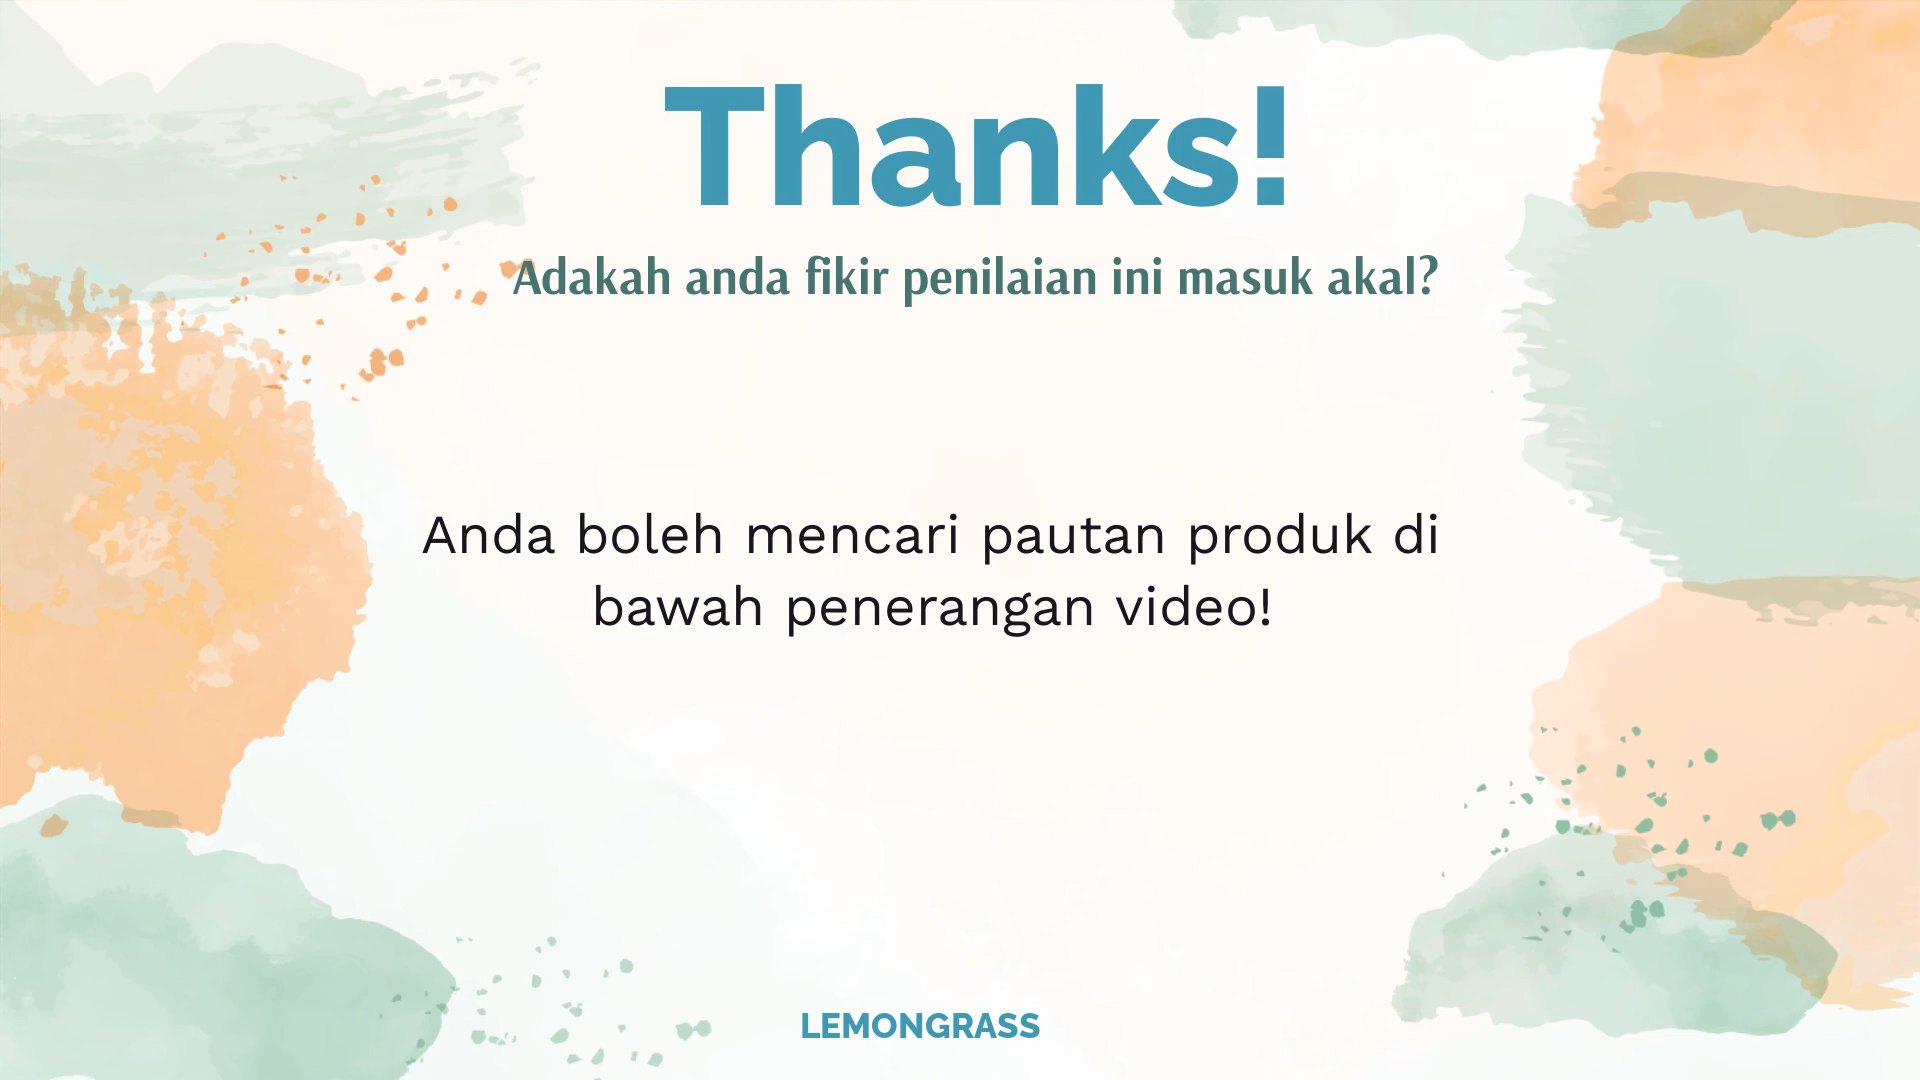 Thanks!
Adakah anda fikir penilaian ini masuk akal?
Anda boleh mencari pautan produk di
bawah penerangan video!
LEMONGRASS